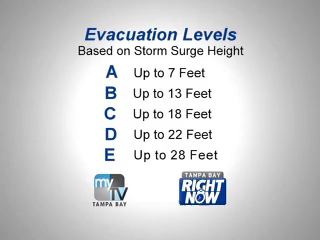 Evacuation Levels
Based on Storm Surge Height
A Up to 7 Feet
B Up to 13 Feet
C Up to 18 Feet
D Up to 22 Feet
E Up to 28 Feet
my TV
TAMPA BAY
TAMPA BAY
RIGHT
NOW